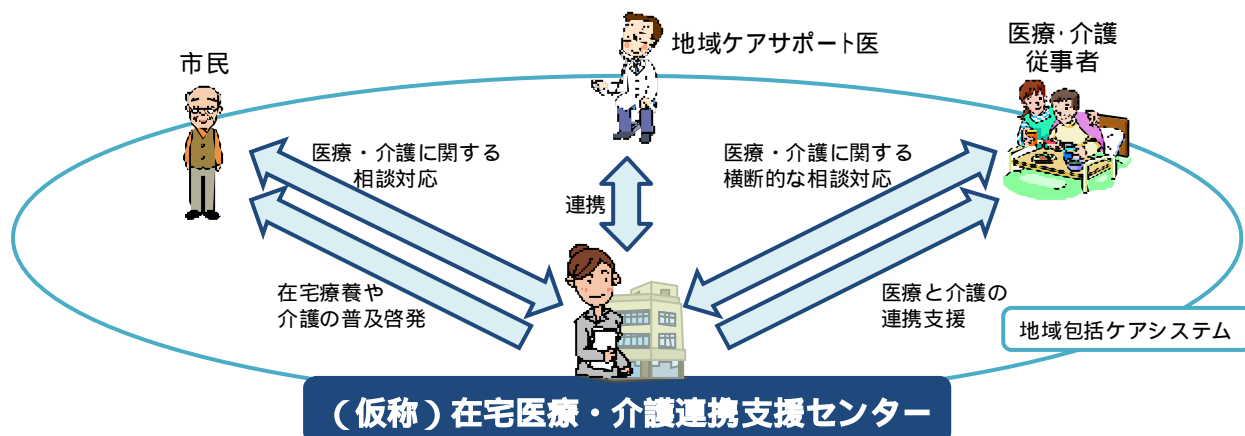 市民
地域ケアサポート医
医療・介護
従事者
医療・介護に関する
相談対応
連携
医療・介護に関する
横断的な相談対応
在宅療養や
介護の普及啓発
医療と介護の
連携支援
地域包括ケアシステム
（仮称）在宅医療・介護連携支援センター